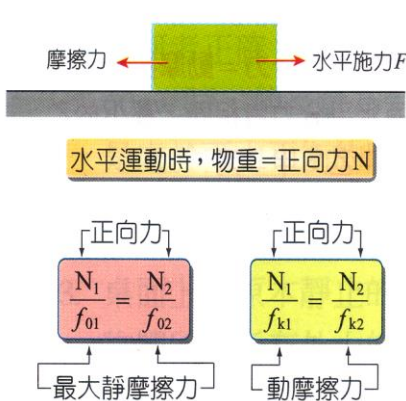 摩擦力 水平施力F
水平運動時，物重=正向力N
正向力 正向力
N₁/f₀₁ = N₂/f₀₂ N₁/fₖ₁ = N₂/fₖ₂
最大靜摩擦力 動摩擦力